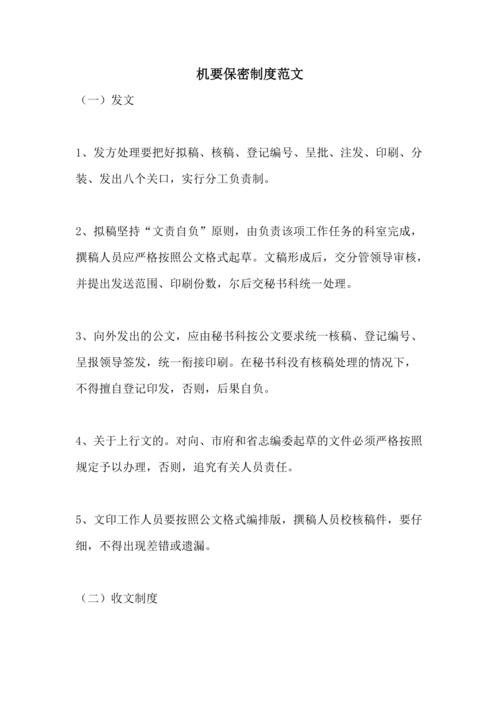 机要保密制度范文
（一）发文
1、发方处理要把好拟稿、核稿、登记编号、呈批、注发、印刷、分
装、发出八个关口，实行分工负责制。
2、拟稿坚持“文责自负”原则，由负责该项工作任务的科室完成，
撰稿人员应严格按照公文格式起草。文稿形成后，交分管领导审核，
并提出发送范围、印刷份数，尔后交秘书科统一处理。
3、向外发出的公文，应由秘书科按公文要求统一核稿、登记编号、
呈报领导签发，统一衔接印刷。在秘书科没有核稿处理的情况下，
不得擅自登记印发，否则，后果自负。
4、关于上行文的。对向、市府和省志编委起草的文件必须严格按照
规定予以办理，否则，追究有关人员责任。
5、文印工作人员要按照公文格式编排版，撰稿人员校核稿件，要仔
细，不得出现差错或遗漏。
（二）收文制度